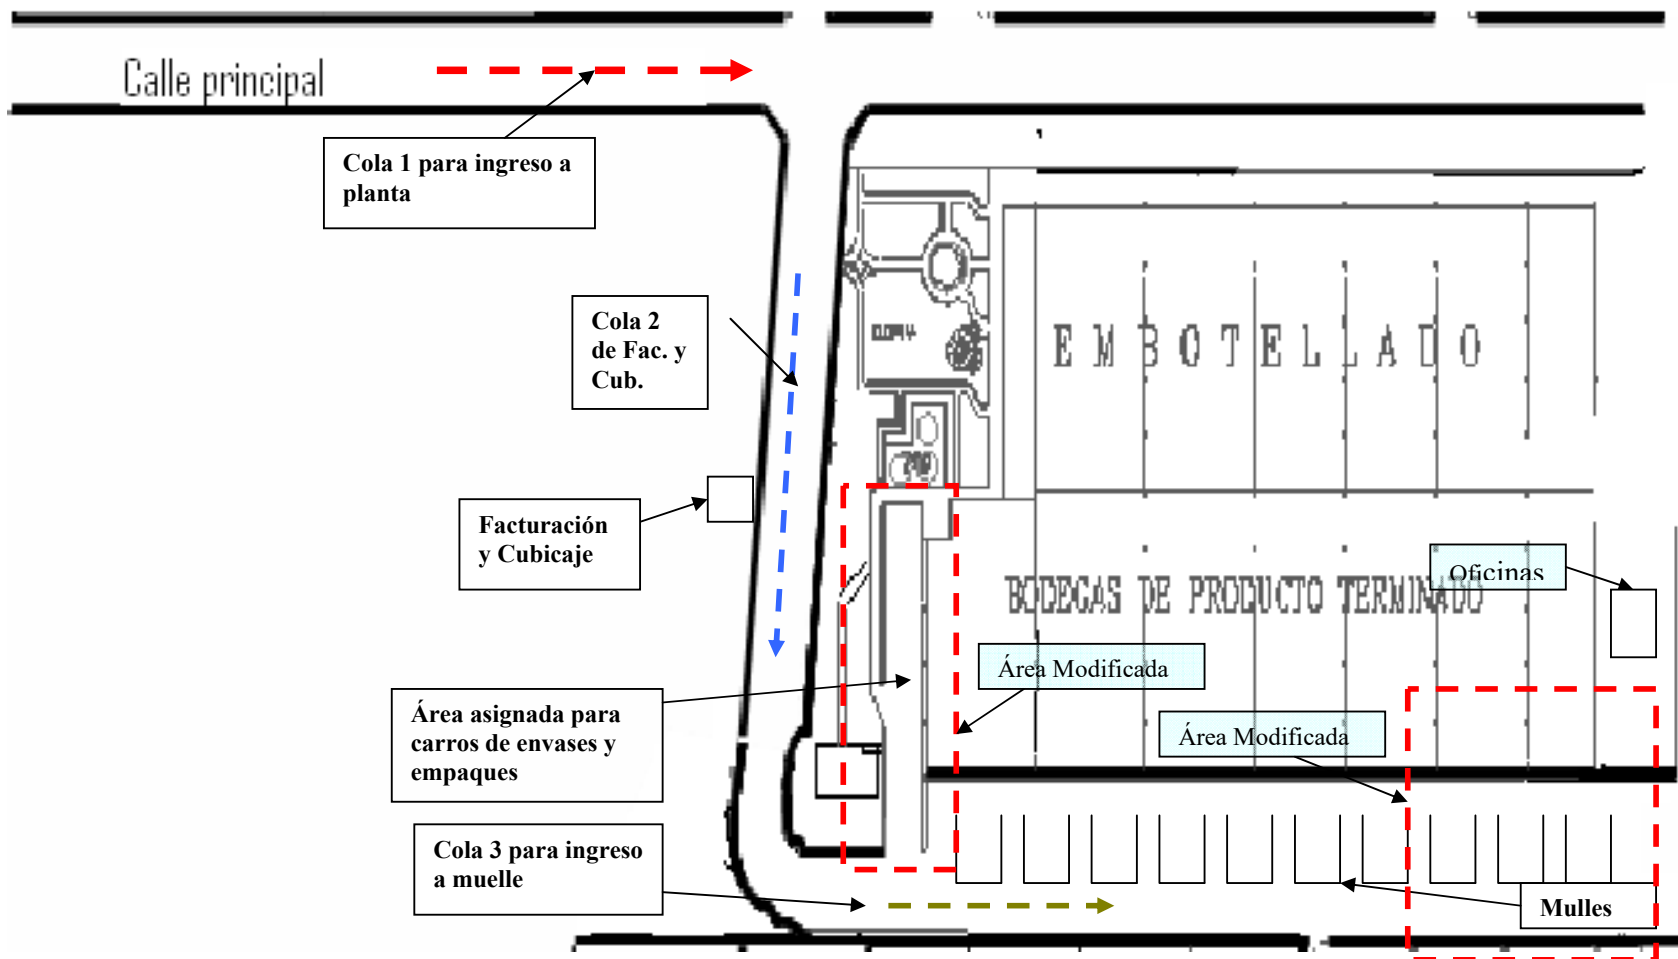 Calle principal
Cola 1 para ingreso a
planta
Cola 2
de Fac. y
Cub.
EMBOTELLADO
Facturación
y Cubicaje
Oficinas
BODEGAS DE PRODUCTO TERMINADO
Área Modificada
Área asignada para
carros de envases y
empaques
Área Modificada
Cola 3 para ingreso
a muelle
Mulles